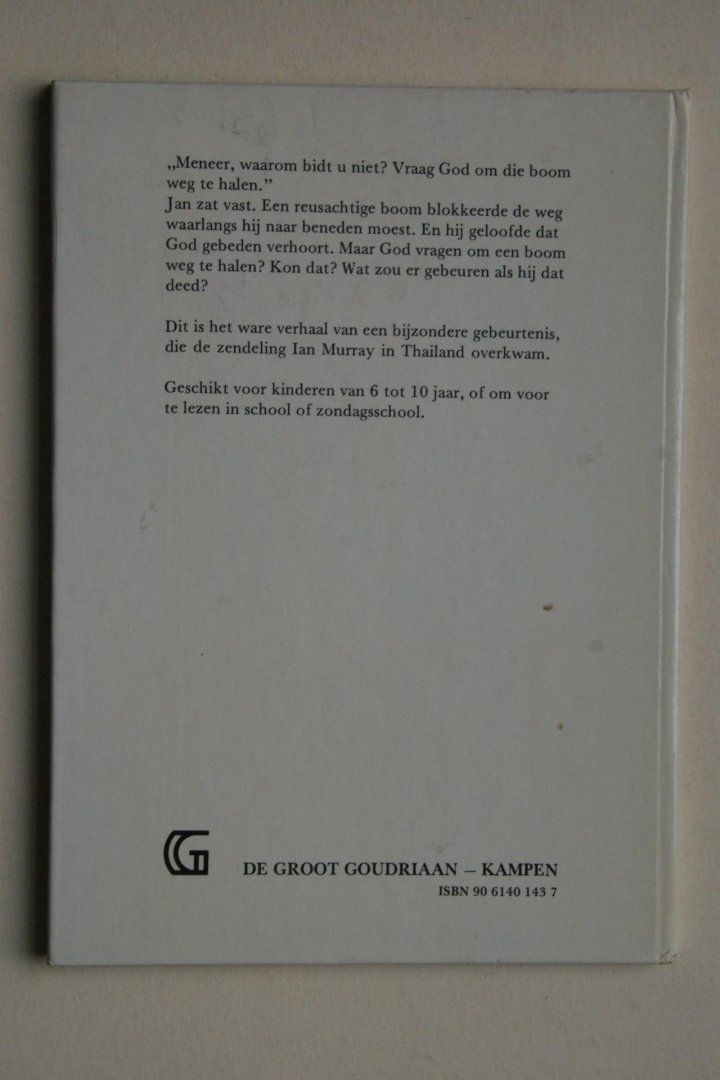 „Meneer, waarom bidt u niet? Vraag God om die boom
weg te halen.”
Jan zat vast. Een reusachtige boom blokkeerde de weg
waarlangs hij naar beneden moest. En hij geloofde dat
God gebeden verhoort. Maar God vragen om een boom
weg te halen? Kon dat? Wat zou er gebeuren als hij dat
deed?
Dit is het ware verhaal van een bijzondere gebeurtenis,
die de zendeling Ian Murray in Thailand overkwam.
Geschikt voor kinderen van 6 tot 10 jaar, of om voor
te lezen in school of zondagsschool.
DE GROOT GOUDRIAAN – KAMPEN
ISBN 90 6140 143 7